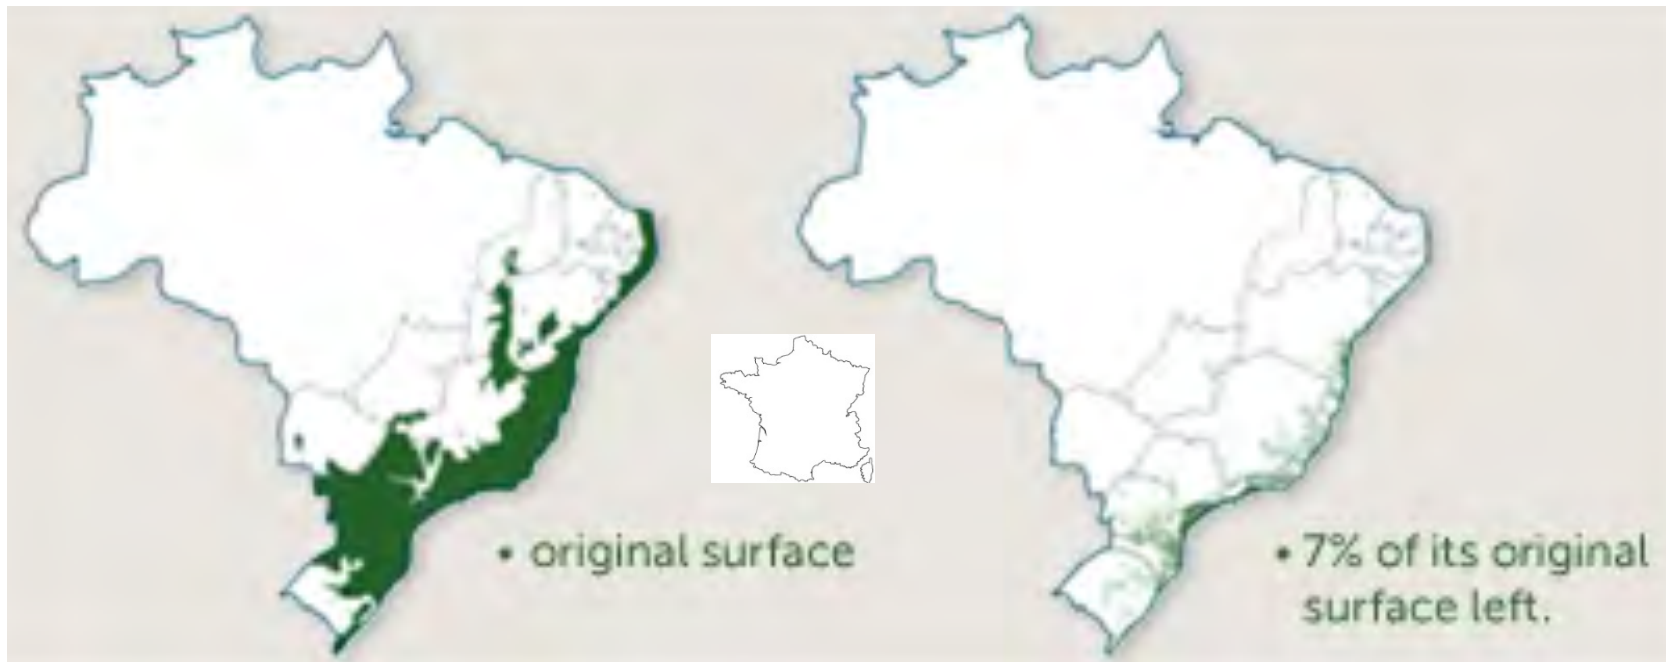 • original surface
• 7% of its original
surface left.